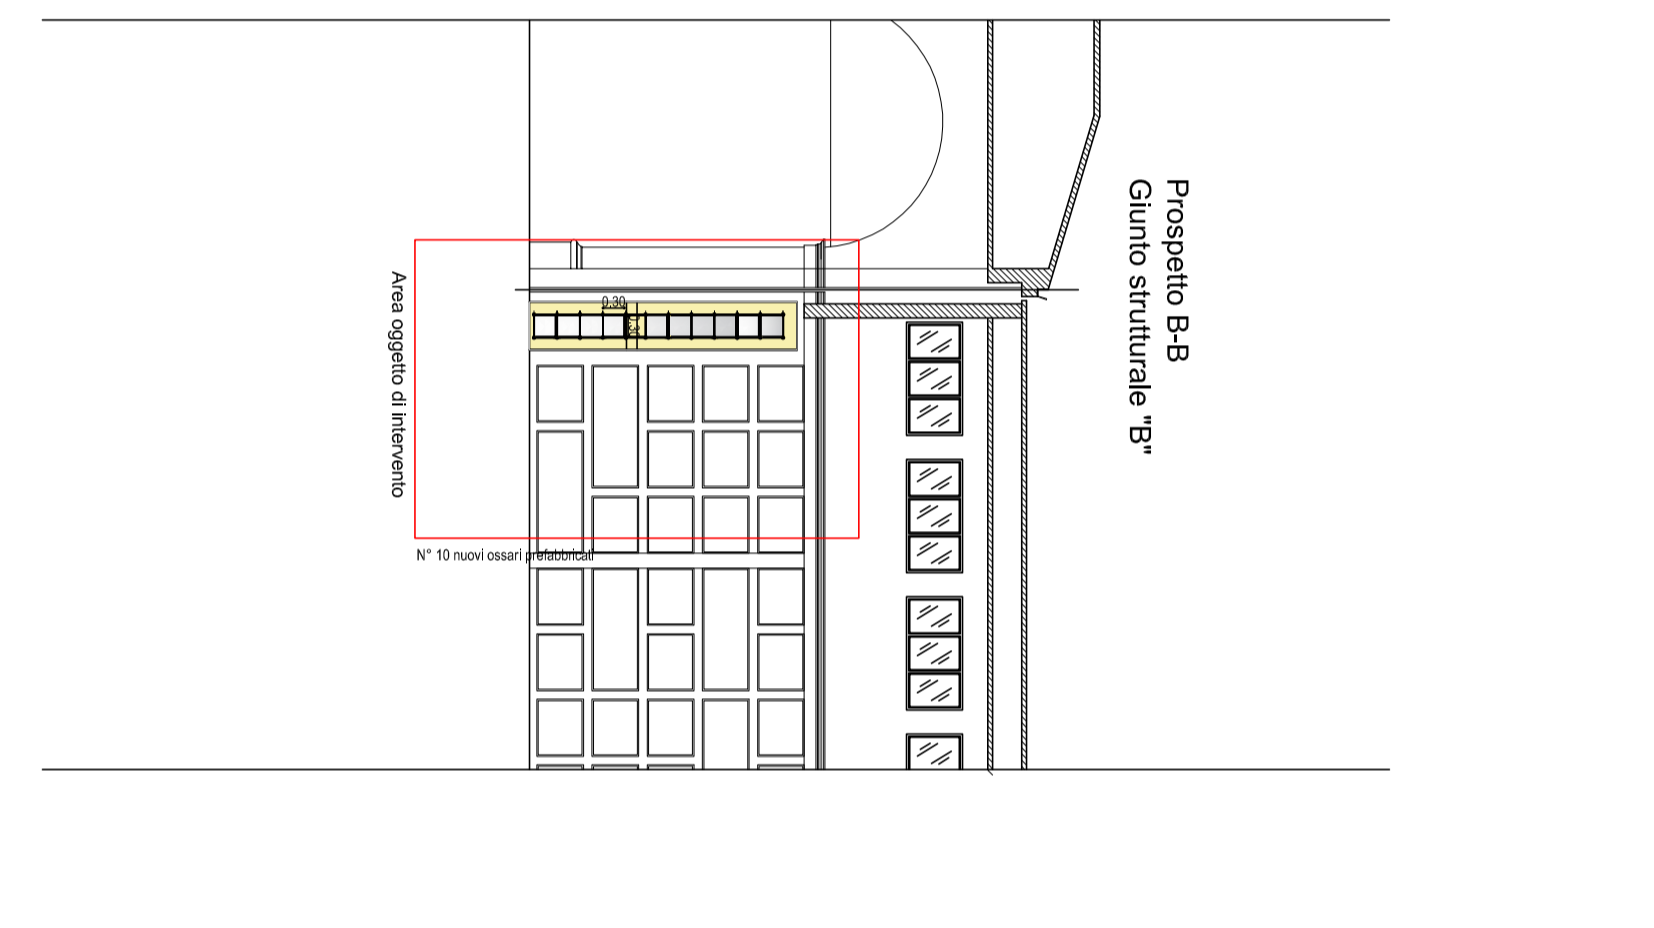 Prospetto B-B
Giunto strutturale "B"
0.30
0.30
Area oggetto di intervento
N° 10 nuovi ossari prefabbricati